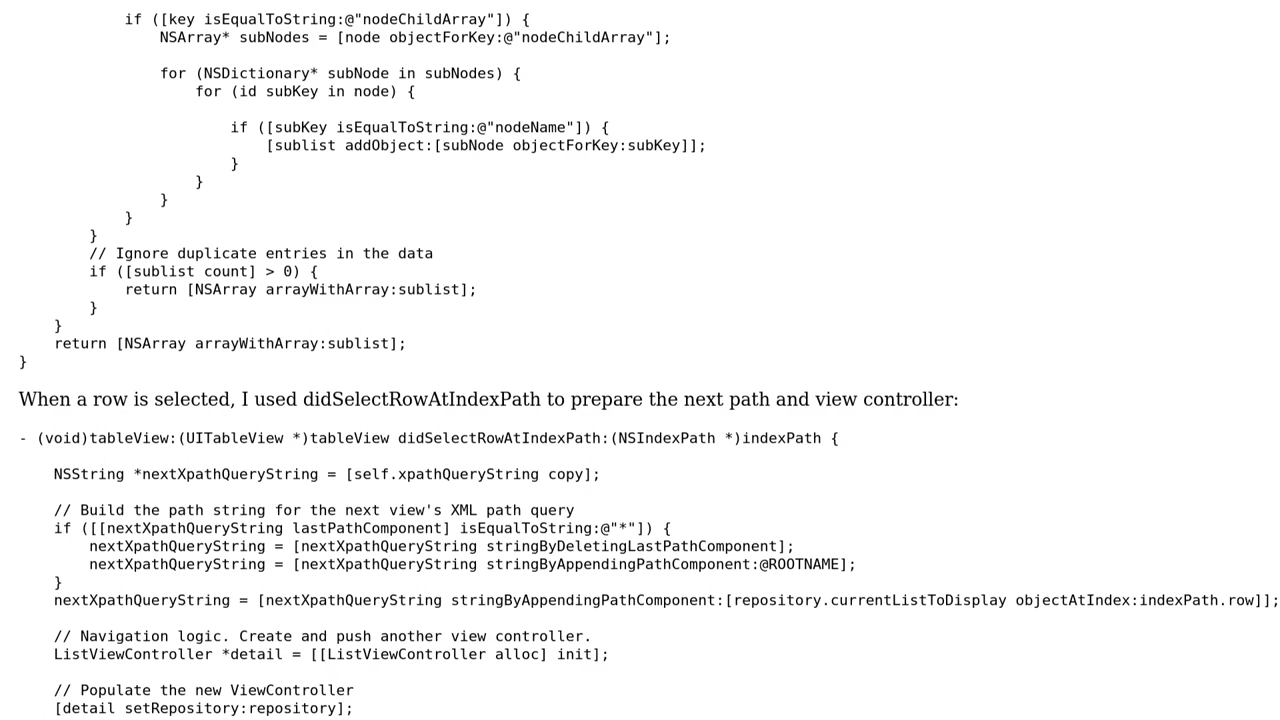 if ([key isEqualToString:@"nodeChildArray"]) {
NSArray* subNodes = [node objectForKey:@"nodeChildArray"];
for (NSDictionary* subNode in subNodes) {
for (id subKey in node) {
if ([subKey isEqualToString:@"nodeName"]) {
[sublist addObject:[subNode objectForKey:subKey]];
}
}
}
}
}
// Ignore duplicate entries in the data
if ([sublist count] > 0) {
return [NSArray arrayWithArray:sublist];
}
}
return [NSArray arrayWithArray:sublist];
}
When a row is selected, I used didSelectRowAtIndexPath to prepare the next path and view controller:
- (void)tableView:(UITableView *)tableView didSelectRowAtIndexPath:(NSIndexPath *)indexPath {
NSString *nextXpathQueryString = [self.xpathQueryString copy];
// Build the path string for the next view's XML path query
if ([[nextXpathQueryString lastPathComponent] isEqualToString:@"*"]) {
nextXpathQueryString = [nextXpathQueryString stringByDeletingLastPathComponent];
nextXpathQueryString = [nextXpathQueryString stringByAppendingPathComponent:@ROOTNAME];
}
nextXpathQueryString = [nextXpathQueryString stringByAppendingPathComponent:[repository.currentListToDisplay objectAtIndex:indexPath.row]];
// Navigation logic. Create and push another view controller.
ListViewController *detail = [[ListViewController alloc] init];
// Populate the new ViewController
[detail setRepository:repository];